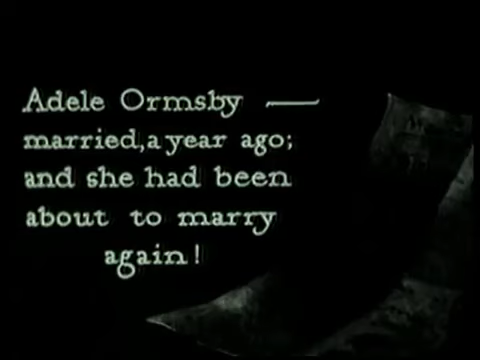 Adele Ormsby —
married, a year ago;
and she had been
about to marry
again!